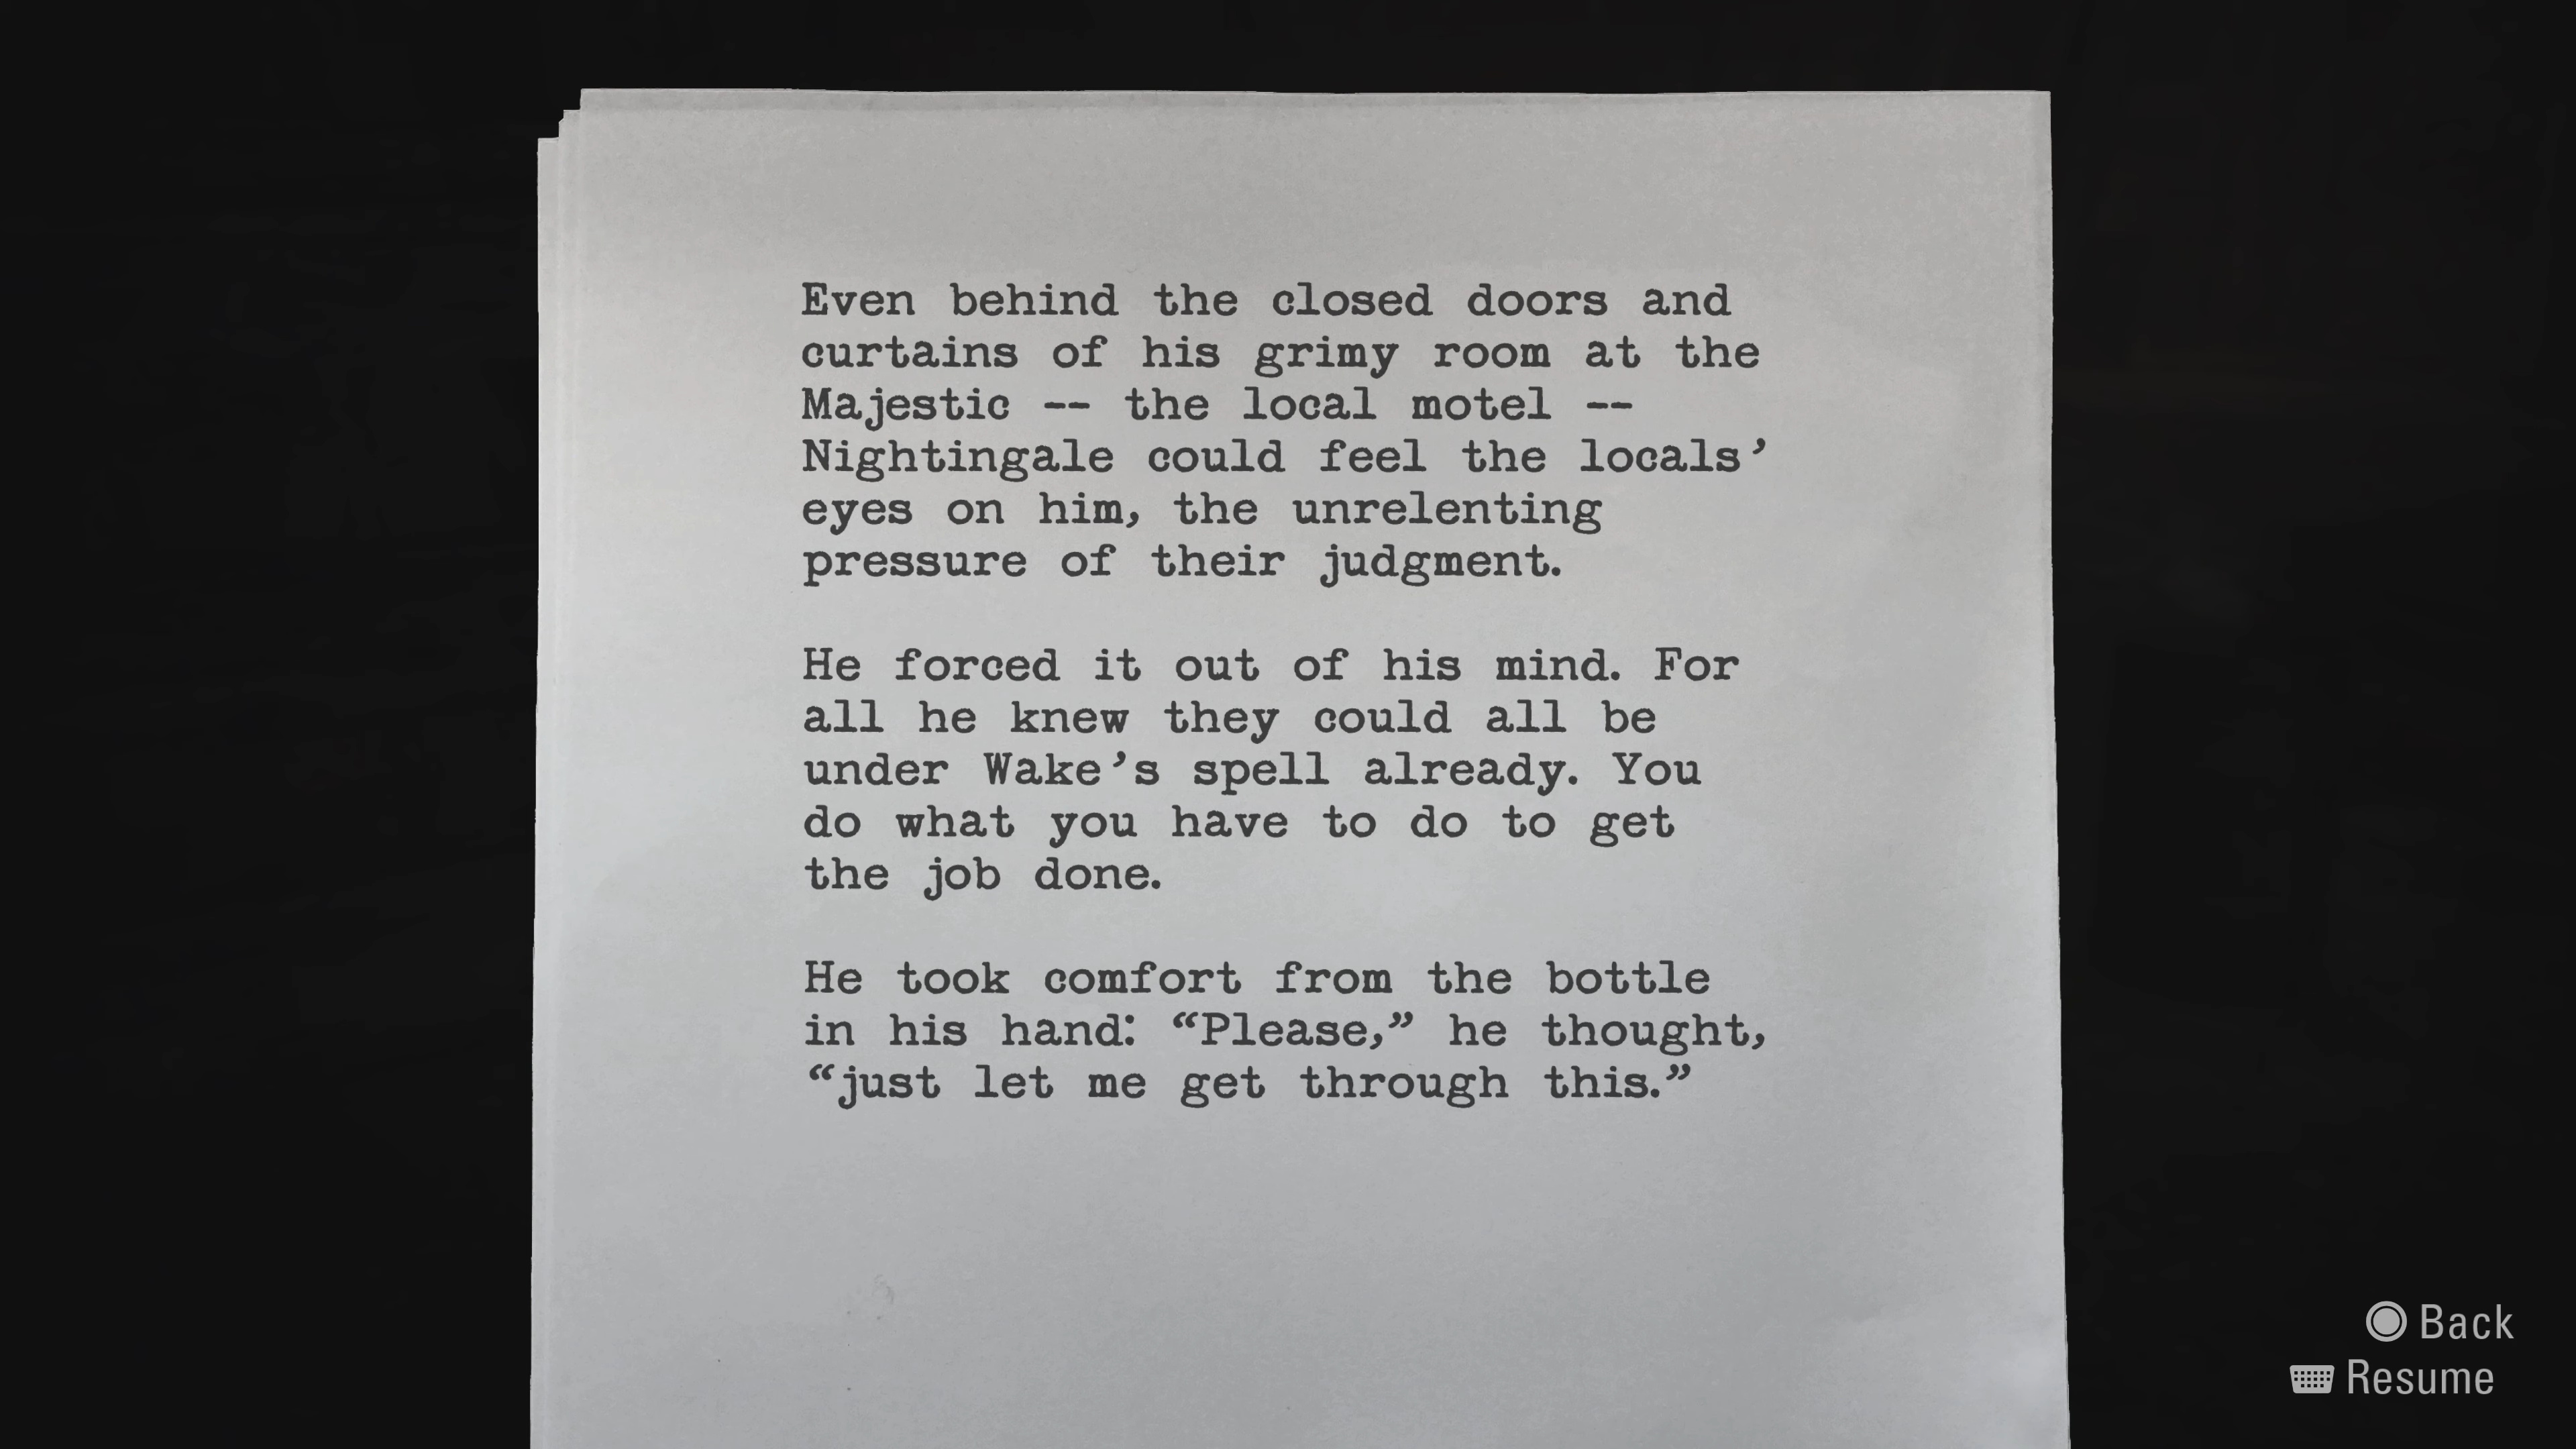 Even behind the closed doors and
curtains of his grimy room at the
Majestic -- the local motel --
Nightingale could feel the locals’
eyes on him, the unrelenting
pressure of their judgment.
He forced it out of his mind. For
all he knew they could all be
under Wake’s spell already. You
do what you have to do to get
the job done.
He took comfort from the bottle
in his hand: “Please,” he thought,
“just let me get through this.”
Back
Resume